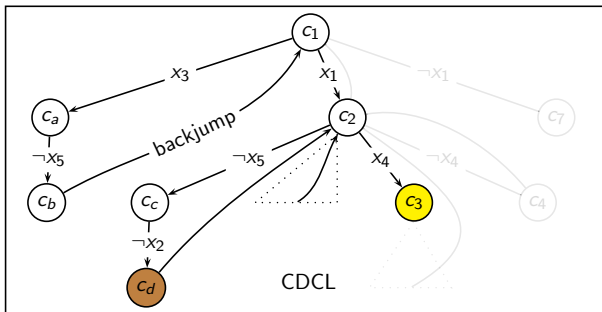 c1
x3
x1
¬x1
ca
backjump
c2
c7
¬x5
¬x5
x4
¬x4
cb
cc
c3
c4
¬x2
cd
CDCL